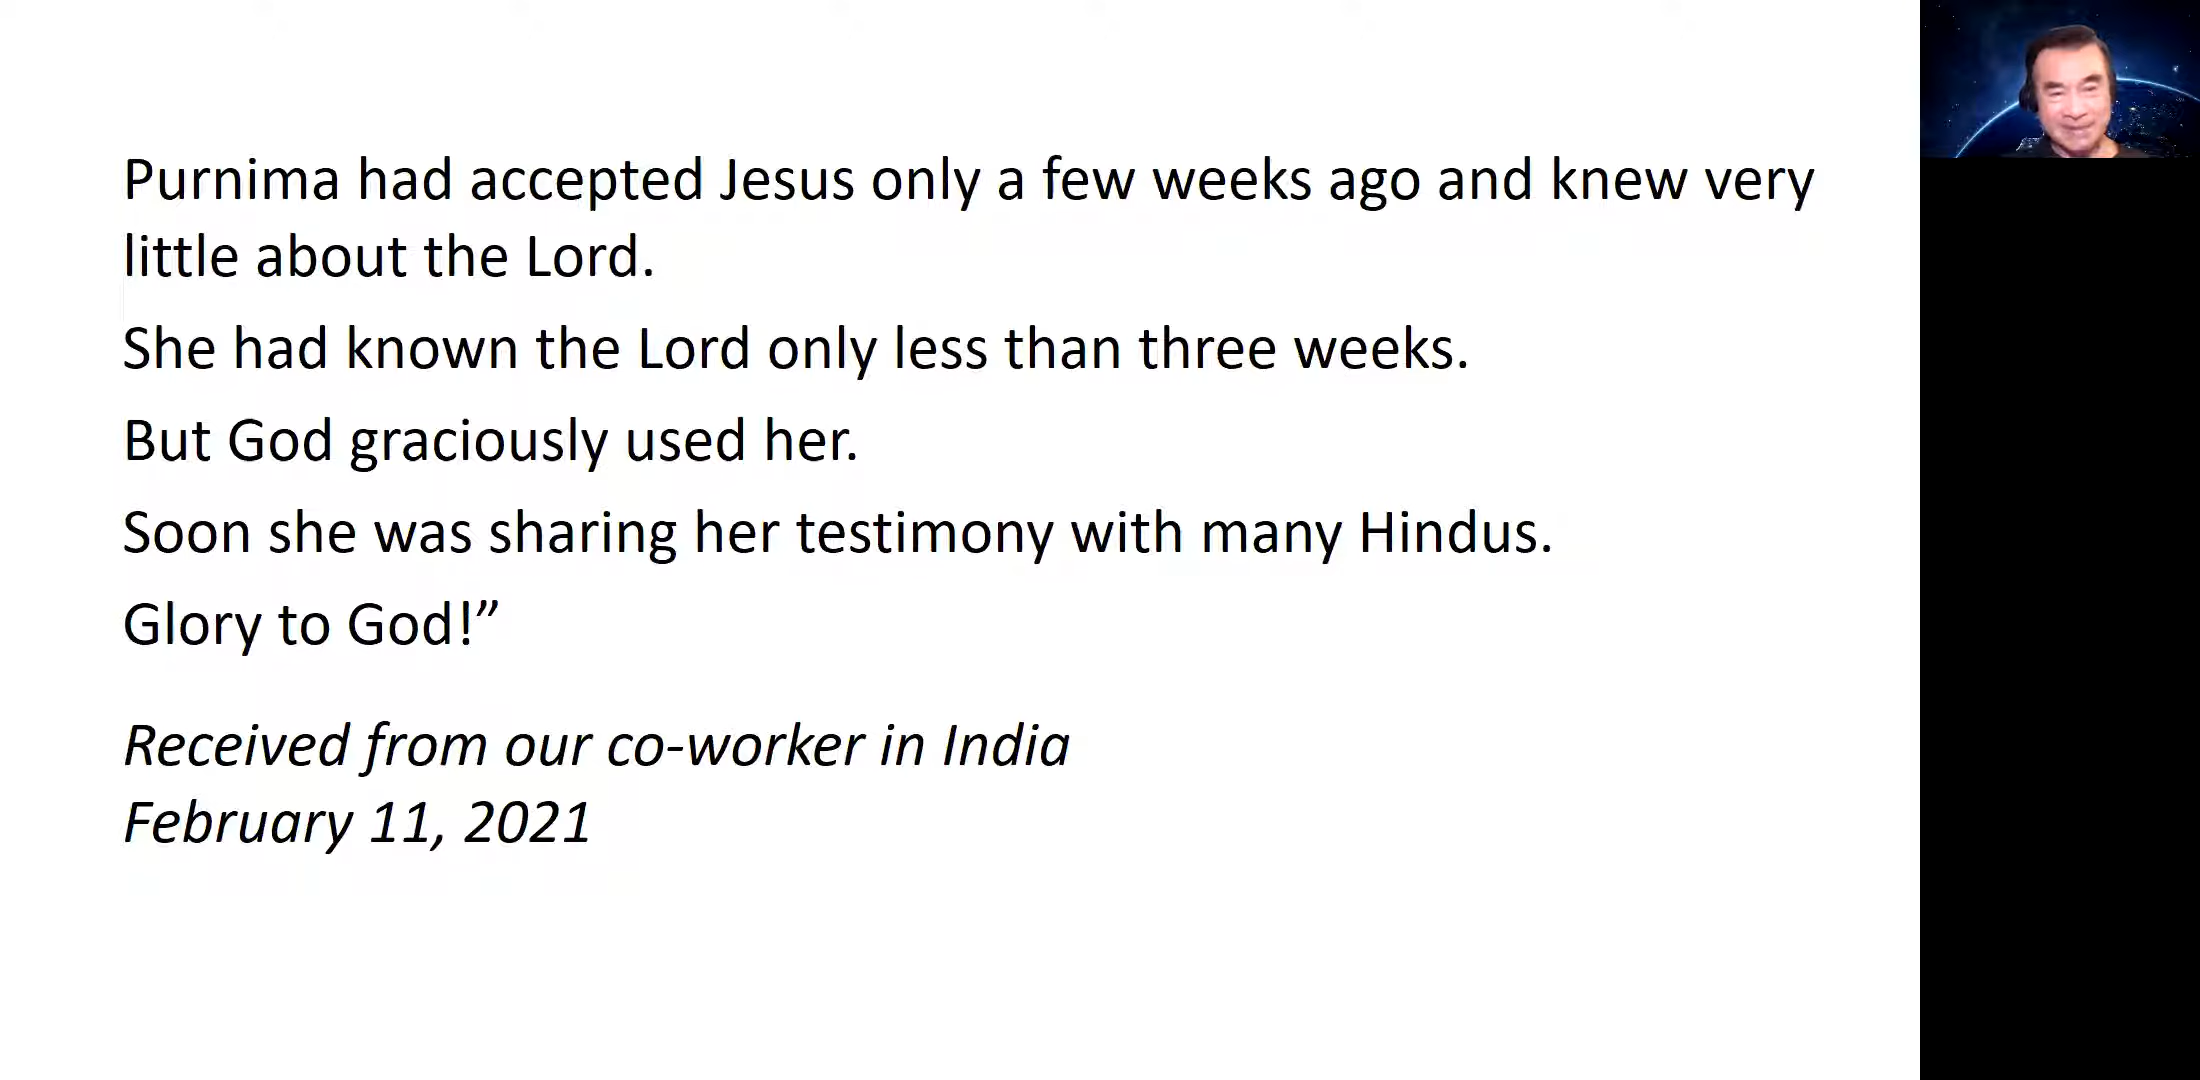 Purnima had accepted Jesus only a few weeks ago and knew very
little about the Lord.
She had known the Lord only less than three weeks.
But God graciously used her.
Soon she was sharing her testimony with many Hindus.
Glory to God!”
Received from our co-worker in India
February 11, 2021